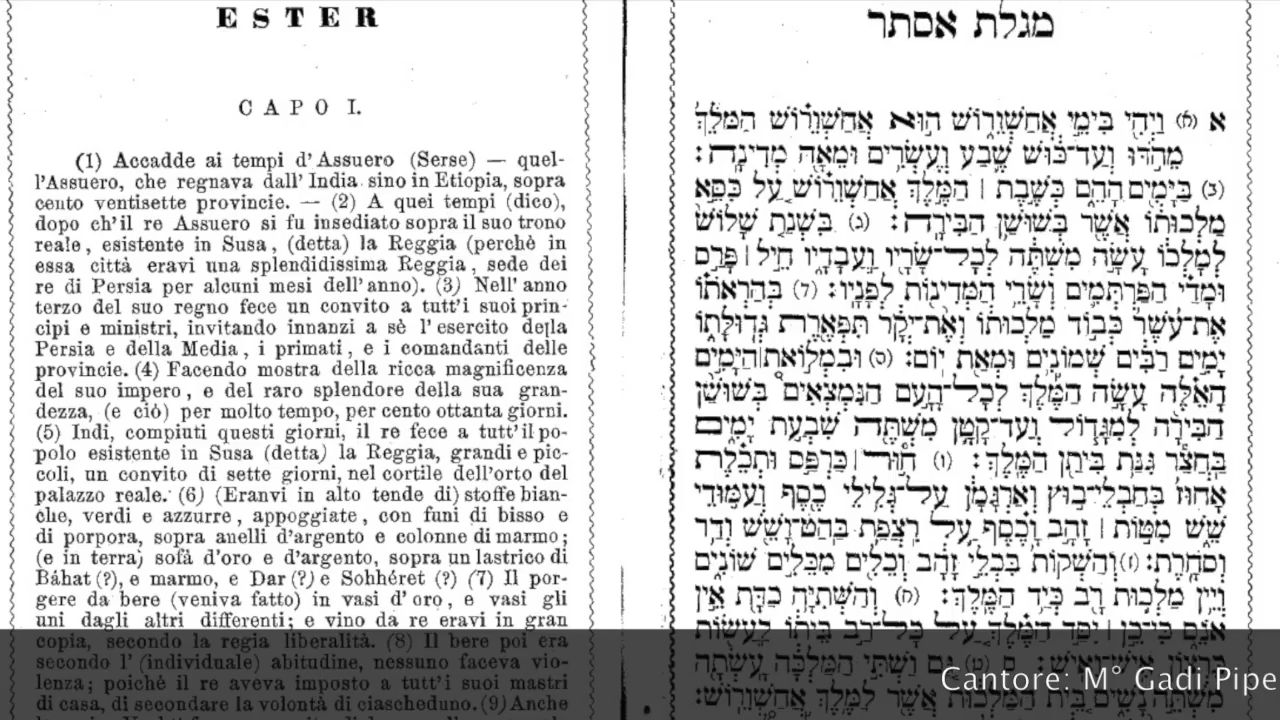 ESTER
CAPO I.
(1) Accadde ai tempi d'Assuero (Serse) — quel-
l'Assuero, che regnava dall'India sino in Etiopia, sopra
cento ventisette provincie. — (2) A quei tempi (dico),
dopo ch'il re Assuero si fu insediato sopra il suo trono
reale, esistente in Susa, (detta) la Reggia (perchè in
essa città eravi una splendidissima Reggia, sede dei
re di Persia per alcuni mesi dell'anno). (3) Nell'anno
terzo del suo regno fece un convito a tutt'i suoi prin-
cipi e ministri, invitando innanzi a sè l'esercito della
Persia e della Media, i primati, e i comandanti delle
provincie. (4) Facendo mostra della ricca magnificenza
del suo impero, e del raro splendore della sua gran-
dezza, (e ciò) per molto tempo, per cento ottanta giorni.
(5) Indi, compiuti questi giorni, il re fece a tutt'il po-
polo esistente in Susa (detta) la Reggia, grandi e pic-
coli, un convito di sette giorni, nel cortile dell'orto del
palazzo reale. (6) (Eranvi in alto tende di) stoffe bian-
che, verdi e azzurre, appoggiate, con funi di bisso e
di porpora, sopra anelli d'argento e colonne di marmo;
(e in terra) sofà d'oro e d'argento, sopra un lastrico di
Báhat (?), e marmo, e Dar (?) e Sohhéret (?) (7) Il por-
gere da bere (veniva fatto) in vasi d'oro, e vasi gli
uni dagli altri differenti; e vino da re eravi in gran
copia, secondo la regia liberalità. (8) Il bere poi era
secondo l'(individuale) abitudine, nessuno faceva vio-
lenza; poichè il re aveva imposto a tutt'i suoi mastri
di casa, di secondare la volontà di ciascheduno. (9) Anche
מגלת אסתר
א (א) וַיְהִי בִּימֵי אֲחַשְׁוֵרוֹשׁ הוּא אֲחַשְׁוֵרוֹשׁ הַמֹּלֵךְ
מֵהֹדּוּ וְעַד־כּוּשׁ שֶׁבַע וְעֶשְׂרִים וּמֵאָה מְדִינָה׃
(ב) בַּיָּמִים הָהֵם כְּשֶׁבֶת ׀ הַמֶּלֶךְ אֲחַשְׁוֵרוֹשׁ עַל כִּסֵּא
מַלְכוּתוֹ אֲשֶׁר בְּשׁוּשַׁן הַבִּירָה׃ (ג) בִּשְׁנַת שָׁלוֹשׁ
לְמָלְכוֹ עָשָׂה מִשְׁתֶּה לְכָל־שָׂרָיו וַעֲבָדָיו חֵיל ׀ פָּרַס
וּמָדַי הַפַּרְתְּמִים וְשָׂרֵי הַמְּדִינוֹת לְפָנָיו׃ (ד) בְּהַרְאֹתוֹ
אֶת־עֹשֶׁר כְּבוֹד מַלְכוּתוֹ וְאֶת־יְקָר תִּפְאֶרֶת גְּדוּלָּתוֹ
יָמִים רַבִּים שְׁמוֹנִים וּמְאַת יוֹם׃ (ה) וּבִמְלוֹאת ׀ הַיָּמִים
הָאֵלֶּה עָשָׂה הַמֶּלֶךְ לְכָל־הָעָם הַנִּמְצְאִים בְּשׁוּשַׁן
הַבִּירָה לְמִגָּדוֹל וְעַד־קָטָן מִשְׁתֶּה שִׁבְעַת יָמִים
בַּחֲצַר גִּנַּת בִּיתַן הַמֶּלֶךְ׃ (ו) חוּר ׀ כַּרְפַּס וּתְכֵלֶת
אָחוּז בְּחַבְלֵי־בוּץ וְאַרְגָּמָן עַל־גְּלִילֵי כֶסֶף וְעַמּוּדֵי
שֵׁשׁ מִטּוֹת ׀ זָהָב וָכֶסֶף עַל רִצְפַת בַּהַט־וָשֵׁשׁ וְדַר
וְסֹחָרֶת׃ (ז) וְהַשְׁקוֹת בִּכְלֵי זָהָב וְכֵלִים מִכֵּלִים שׁוֹנִים
וְיֵין מַלְכוּת רָב כְּיַד הַמֶּלֶךְ׃ (ח) וְהַשְּׁתִיָּה כַדָּת אֵין
אֹנֵס כִּי־כֵן ׀ יִסַּד הַמֶּלֶךְ עַל כָּל־רַב בֵּיתוֹ לַעֲשׂוֹת
כִּרְצוֹן אִישׁ־וָאִישׁ׃ ס (ט) גַּם וַשְׁתִּי הַמַּלְכָּה עָשְׂתָה
מִשְׁתֵּה נָשִׁים בֵּית הַמַּלְכוּת אֲשֶׁר לַמֶּלֶךְ אֲחַשְׁוֵרוֹשׁ׃
Cantore: M° Gadi Pipe